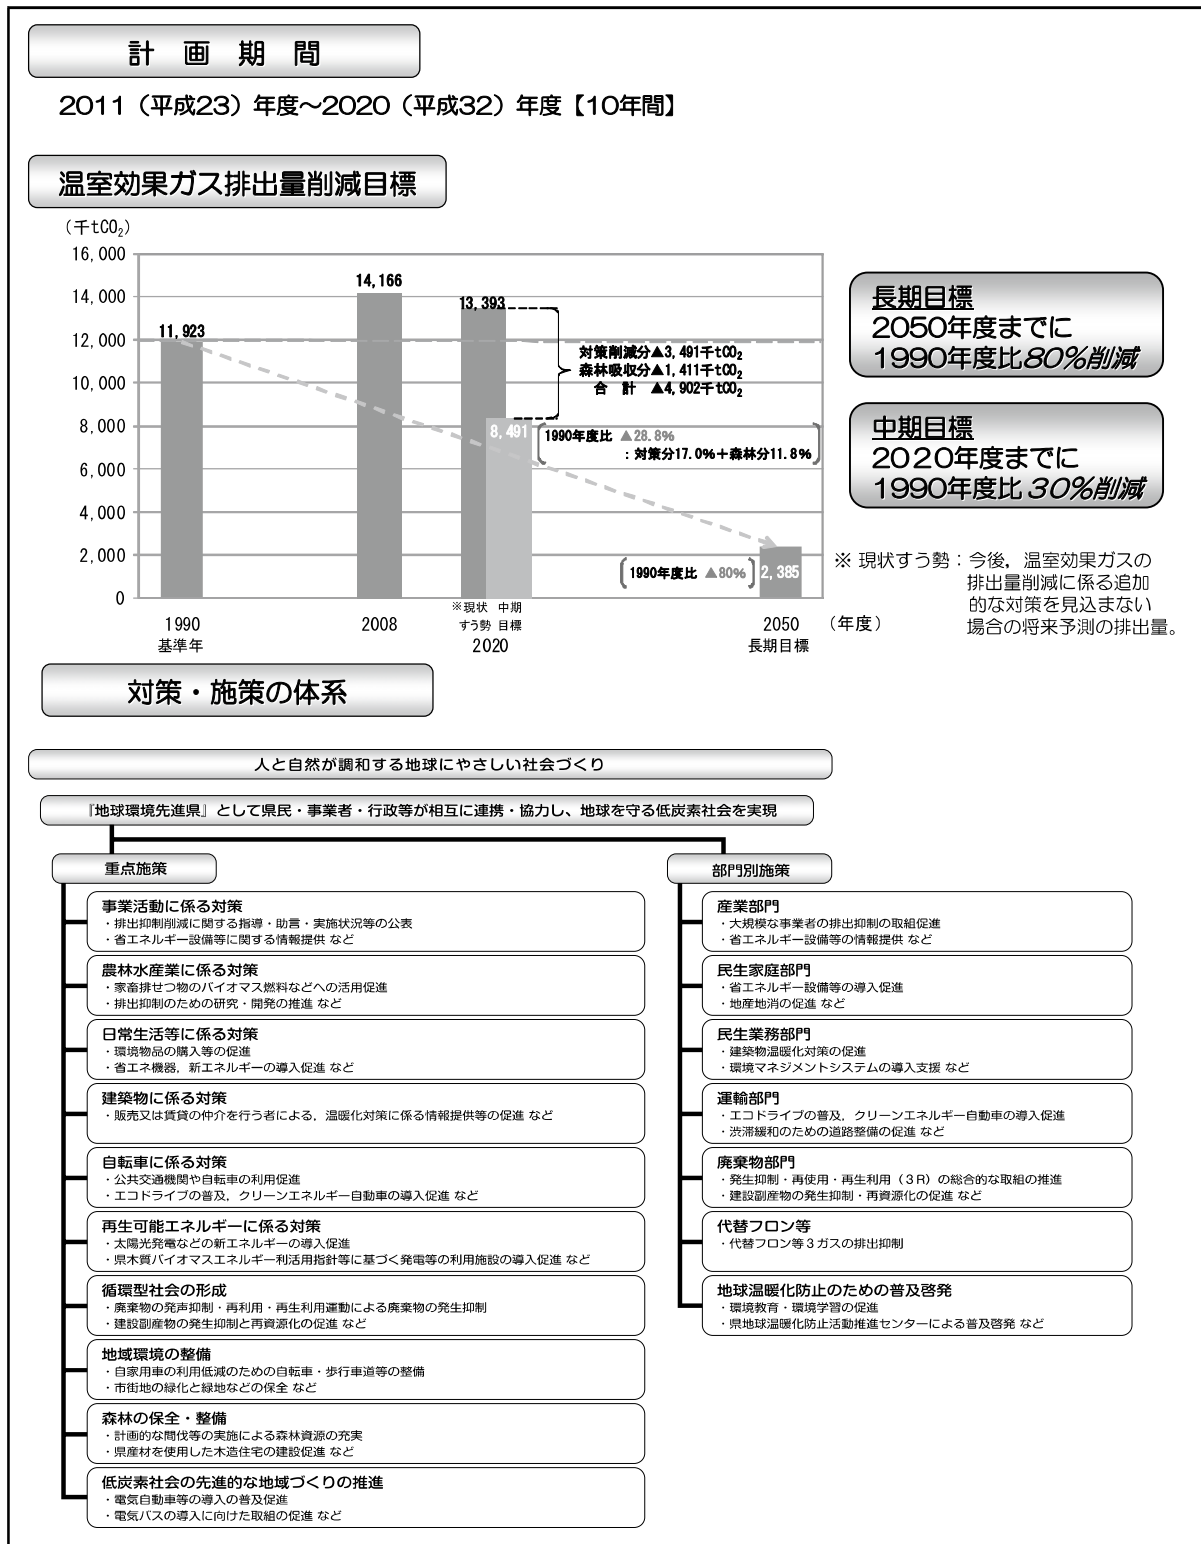 計画期間
2011（平成23）年度～2020（平成32）年度【10年間】
温室効果ガス排出量削減目標
（千tCO₂）
16,000
14,000
12,000
10,000
8,000
6,000
4,000
2,000
0
11,923
14,166
13,393
8,491
2,385
対策削減分▲3,491千tCO₂
森林吸収分▲1,411千tCO₂
合　計　▲4,902千tCO₂
1990年度比 ▲28.8%
：対策分17.0%＋森林分11.8%
1990年度比 ▲80%
1990
基準年
2008
※現状
すう勢
中期
目標
2020
2050
長期目標
（年度）
長期目標
2050年度までに
1990年度比80%削減
中期目標
2020年度までに
1990年度比30%削減
※ 現状すう勢：今後，温室効果ガスの
排出量削減に係る追加
的な対策を見込まない
場合の将来予測の排出量。
対策・施策の体系
人と自然が調和する地球にやさしい社会づくり
『地球環境先進県』として県民・事業者・行政等が相互に連携・協力し、地球を守る低炭素社会を実現
重点施策
事業活動に係る対策
・排出抑制削減に関する指導・助言・実施状況等の公表
・省エネルギー設備等に関する情報提供 など
農林水産業に係る対策
・家畜排せつ物のバイオマス燃料などへの活用促進
・排出抑制のための研究・開発の推進 など
日常生活等に係る対策
・環境物品の購入等の促進
・省エネ機器，新エネルギーの導入促進 など
建築物に係る対策
・販売又は賃貸の仲介を行う者による，温暖化対策に係る情報提供等の促進 など
自転車に係る対策
・公共交通機関や自転車の利用促進
・エコドライブの普及，クリーンエネルギー自動車の導入促進 など
再生可能エネルギーに係る対策
・太陽光発電などの新エネルギーの導入促進
・県木質バイオマスエネルギー利活用指針等に基づく発電等の利用施設の導入促進 など
循環型社会の形成
・廃棄物の発声抑制・再利用・再生利用運動による廃棄物の発生抑制
・建設副産物の発生抑制と再資源化の促進 など
地域環境の整備
・自家用車の利用低減のための自転車・歩行車道等の整備
・市街地の緑化と緑地などの保全 など
森林の保全・整備
・計画的な間伐等の実施による森林資源の充実
・県産材を使用した木造住宅の建設促進 など
低炭素社会の先進的な地域づくりの推進
・電気自動車等の導入の普及促進
・電気バスの導入に向けた取組の促進 など
部門別施策
産業部門
・大規模な事業者の排出抑制の取組促進
・省エネルギー設備等の情報提供 など
民生家庭部門
・省エネルギー設備等の導入促進
・地産地消の促進 など
民生業務部門
・建築物温暖化対策の促進
・環境マネジメントシステムの導入支援 など
運輸部門
・エコドライブの普及，クリーンエネルギー自動車の導入促進
・渋滞緩和のための道路整備の促進 など
廃棄物部門
・発生抑制・再使用・再生利用（３R）の総合的な取組の推進
・建設副産物の発生抑制・再資源化の促進 など
代替フロン等
・代替フロン等３ガスの排出抑制
地球温暖化防止のための普及啓発
・環境教育・環境学習の促進
・県地球温暖化防止活動推進センターによる普及啓発 など